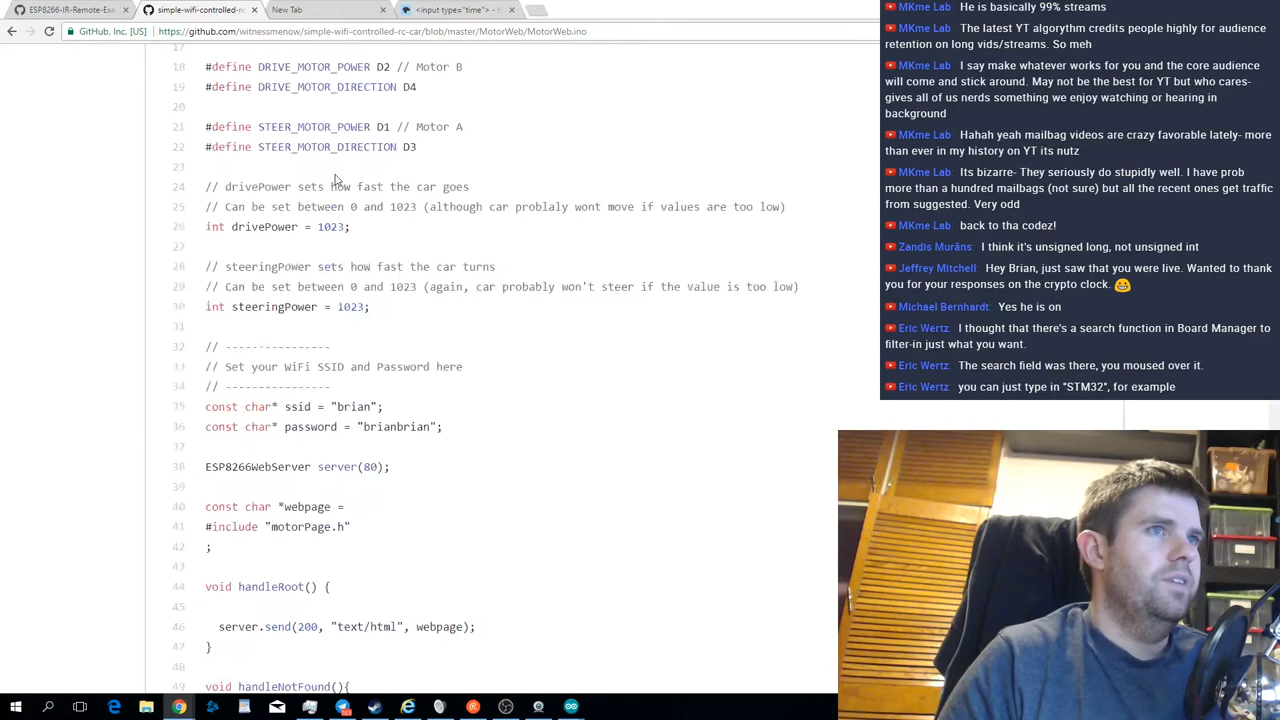 ESP8266-IR-Remote-Exa
simple-wifi-controlled-rc
New Tab
<input type="time"> - H
GitHub, Inc. [US]
https://github.com/witnessmenow/simple-wifi-controlled-rc-car/blob/master/MotorWeb/MotorWeb.ino
17
18 #define DRIVE_MOTOR_POWER D2 // Motor B
19 #define DRIVE_MOTOR_DIRECTION D4
20
21 #define STEER_MOTOR_POWER D1 // Motor A
22 #define STEER_MOTOR_DIRECTION D3
23
24 // drivePower sets how fast the car goes
25 // Can be set between 0 and 1023 (although car problaly wont move if values are too low)
26 int drivePower = 1023;
27
28 // steeringPower sets how fast the car turns
29 // Can be set between 0 and 1023 (again, car probably won't steer if the value is too low)
30 int steeringPower = 1023;
31
32 // ----------------
33 // Set your WiFi SSID and Password here
34 // ----------------
35 const char* ssid = "brian";
36 const char* password = "brianbrian";
37
38 ESP8266WebServer server(80);
39
40 const char *webpage =
41 #include "motorPage.h"
42 ;
43
44 void handleRoot() {
45
46 server.send(200, "text/html", webpage);
47 }
48
49 void handleNotFound(){
MKme Lab He is basically 99% streams
MKme Lab The latest YT algorythm credits people highly for audience
retention on long vids/streams. So meh
MKme Lab I say make whatever works for you and the core audience
will come and stick around. May not be the best for YT but who cares-
gives all of us nerds something we enjoy watching or hearing in
background
MKme Lab Hahah yeah mailbag videos are crazy favorable lately- more
than ever in my history on YT its nutz
MKme Lab Its bizarre- They seriously do stupidly well. I have prob
more than a hundred mailbags (not sure) but all the recent ones get traffic
from suggested. Very odd
MKme Lab back to tha codez!
Zandis Murāns I think it's unsigned long, not unsigned int
Jeffrey Mitchell Hey Brian, just saw that you were live. Wanted to thank
you for your responses on the crypto clock. 😀
Michael Bernhardt Yes he is on
Eric Wertz I thought that there's a search function in Board Manager to
filter-in just what you want.
Eric Wertz The search field was there, you moused over it.
Eric Wertz you can just type in "STM32", for example